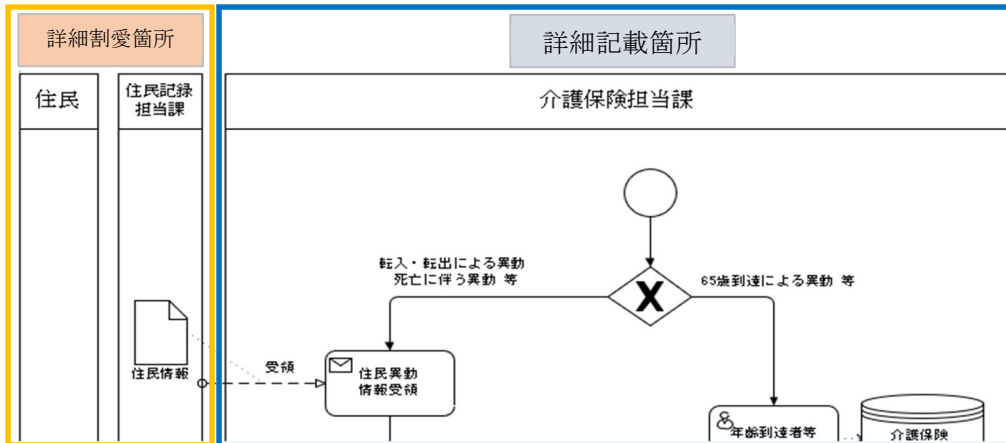 詳細割愛箇所
詳細記載箇所
住民
住民記録
担当課
介護保険担当課
転入・転出による異動
死亡に伴う異動 等
65歳到達による異動 等
X
住民情報
受領
住民異動
情報受領
年齢到達者等
介護保険